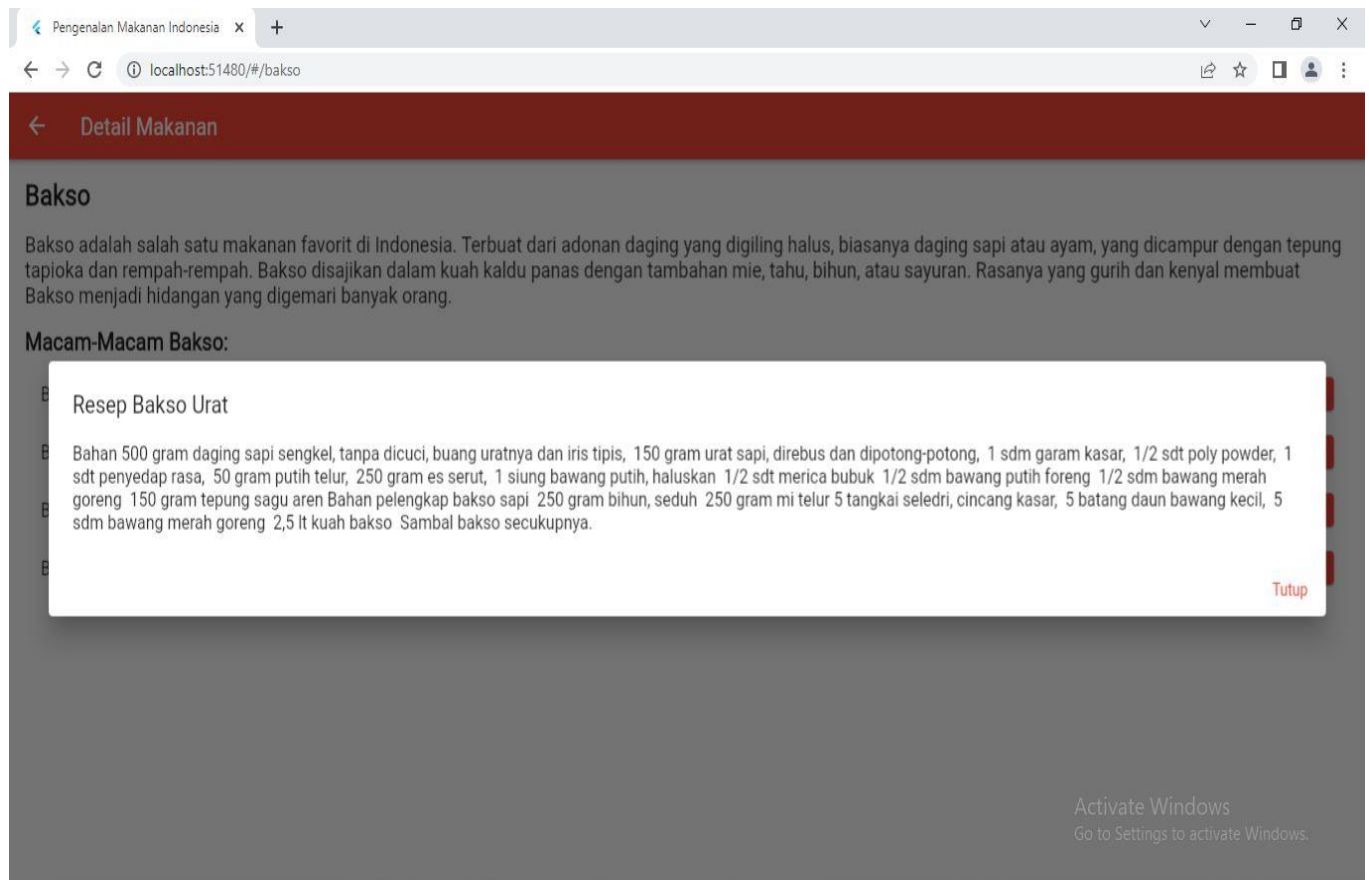 Pengenalan Makanan Indonesia
localhost:51480/#/bakso
Detail Makanan
Bakso
Bakso adalah salah satu makanan favorit di Indonesia. Terbuat dari adonan daging yang digiling halus, biasanya daging sapi atau ayam, yang dicampur dengan tepung
tapioka dan rempah-rempah. Bakso disajikan dalam kuah kaldu panas dengan tambahan mie, tahu, bihun, atau sayuran. Rasanya yang gurih dan kenyal membuat
Bakso menjadi hidangan yang digemari banyak orang.
Macam-Macam Bakso:
Resep Bakso Urat
Bahan 500 gram daging sapi sengkel, tanpa dicuci, buang uratnya dan iris tipis, 150 gram urat sapi, direbus dan dipotong-potong, 1 sdm garam kasar, 1/2 sdt poly powder, 1
sdt penyedap rasa, 50 gram putih telur, 250 gram es serut, 1 siung bawang putih, haluskan 1/2 sdt merica bubuk 1/2 sdm bawang putih foreng 1/2 sdm bawang merah
goreng 150 gram tepung sagu aren Bahan pelengkap bakso sapi 250 gram bihun, seduh 250 gram mi telur 5 tangkai seledri, cincang kasar, 5 batang daun bawang kecil, 5
sdm bawang merah goreng 2,5 lt kuah bakso Sambal bakso secukupnya.
Tutup
Activate Windows
Go to Settings to activate Windows.